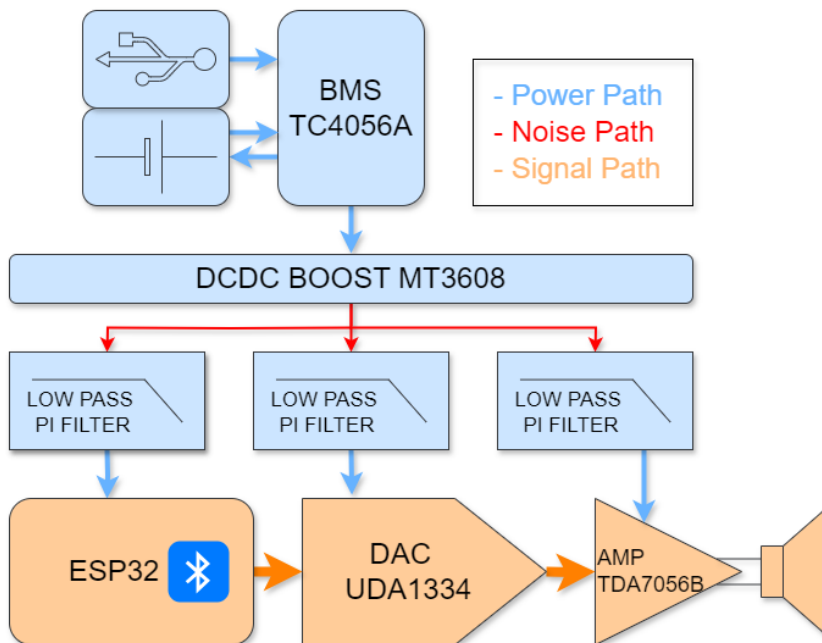 BMS
TC4056A
- Power Path
- Noise Path
- Signal Path
DCDC BOOST MT3608
LOW PASS
PI FILTER
LOW PASS
PI FILTER
LOW PASS
PI FILTER
ESP32
DAC
UDA1334
AMP
TDA7056B